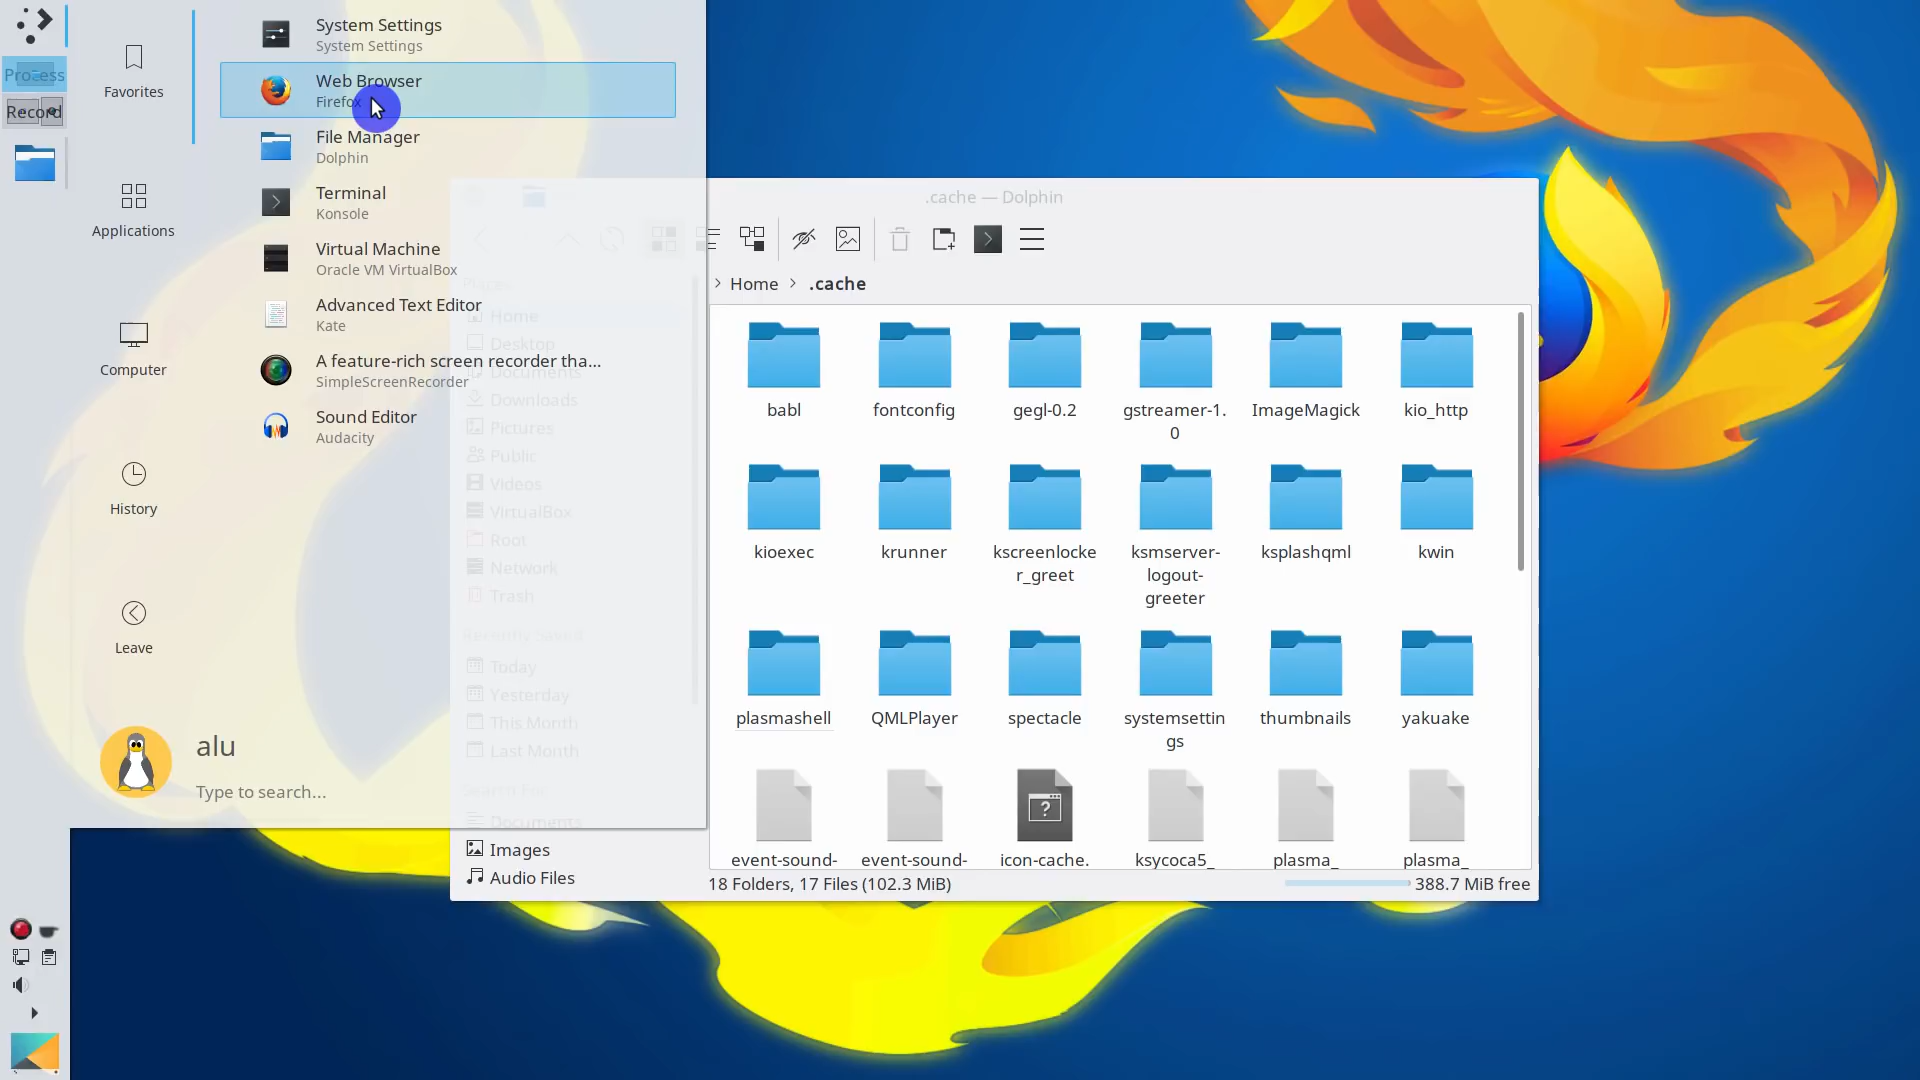 Process
Record
Favorites
Applications
Computer
History
Leave
System Settings
System Settings
Web Browser
Firefox
File Manager
Dolphin
Terminal
Konsole
Virtual Machine
Oracle VM VirtualBox
Advanced Text Editor
Kate
A feature-rich screen recorder tha...
SimpleScreenRecorder
Sound Editor
Audacity
alu
Type to search...
.cache — Dolphin
Home
.cache
Places
Home
Desktop
Documents
Downloads
Pictures
Public
Videos
VirtualBox
Root
Network
Trash
Recently Saved
Today
Yesterday
This Month
Last Month
Search For
Documents
Images
Audio Files
babl
fontconfig
gegl-0.2
gstreamer-1.
0
ImageMagick
kio_http
kioexec
krunner
kscreenlocke
r_greet
ksmserver-
logout-
greeter
ksplashqml
kwin
plasmashell
QMLPlayer
spectacle
systemsettin
gs
thumbnails
yakuake
event-sound-
event-sound-
icon-cache.
ksycoca5_
plasma_
plasma_
18 Folders, 17 Files (102.3 MiB)
388.7 MiB free